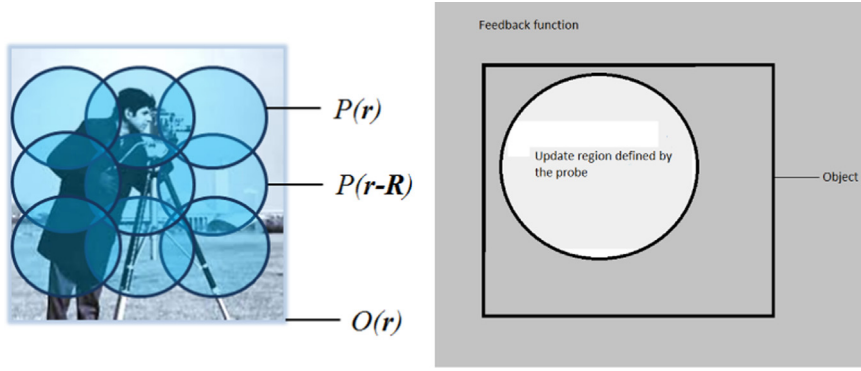 P(r)
P(r-R)
O(r)
Feedback function
Update region defined by
the probe
Object